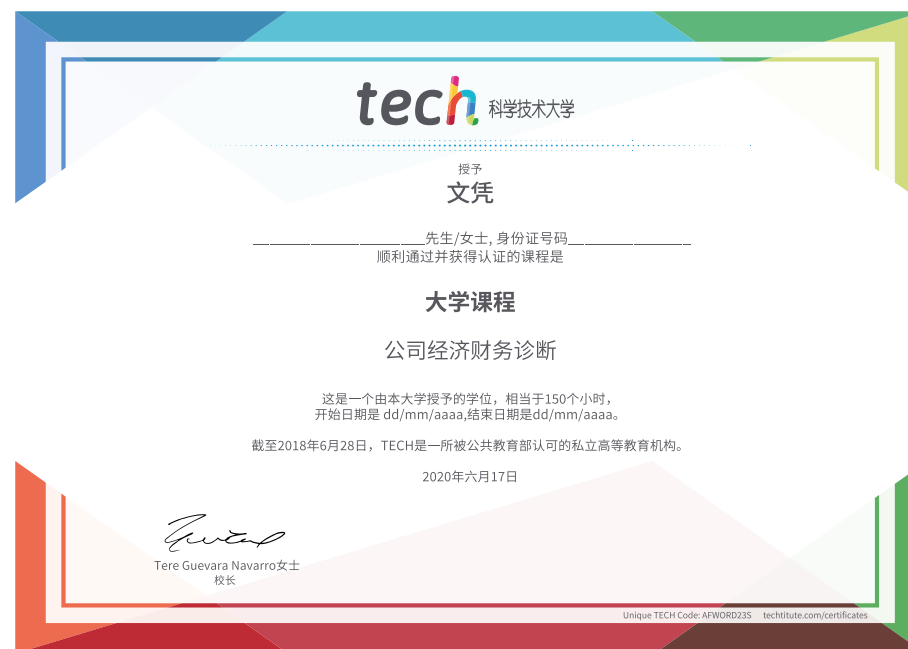 tech 科学技术大学
授予
文凭
_______________________先生/女士, 身份证号码________________
顺利通过并获得认证的课程是
大学课程
公司经济财务诊断
这是一个由本大学授予的学位，相当于150个小时，
开始日期是 dd/mm/aaaa,结束日期是dd/mm/aaaa。
截至2018年6月28日，TECH是一所被公共教育部认可的私立高等教育机构。
2020年六月17日
Tere Guevara Navarro女士
校长
Unique TECH Code: AFWORD23S techtitute.com/certificates